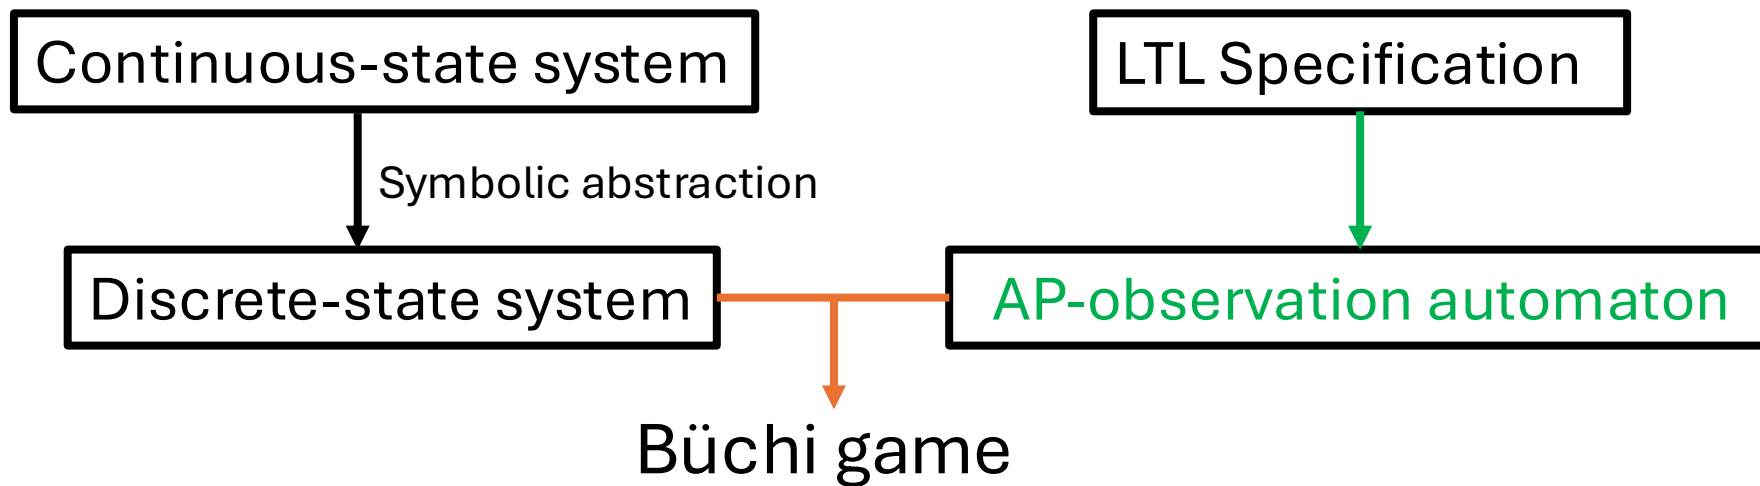 Continuous-state system
LTL Specification
Symbolic abstraction
Discrete-state system
AP-observation automaton
Büchi game